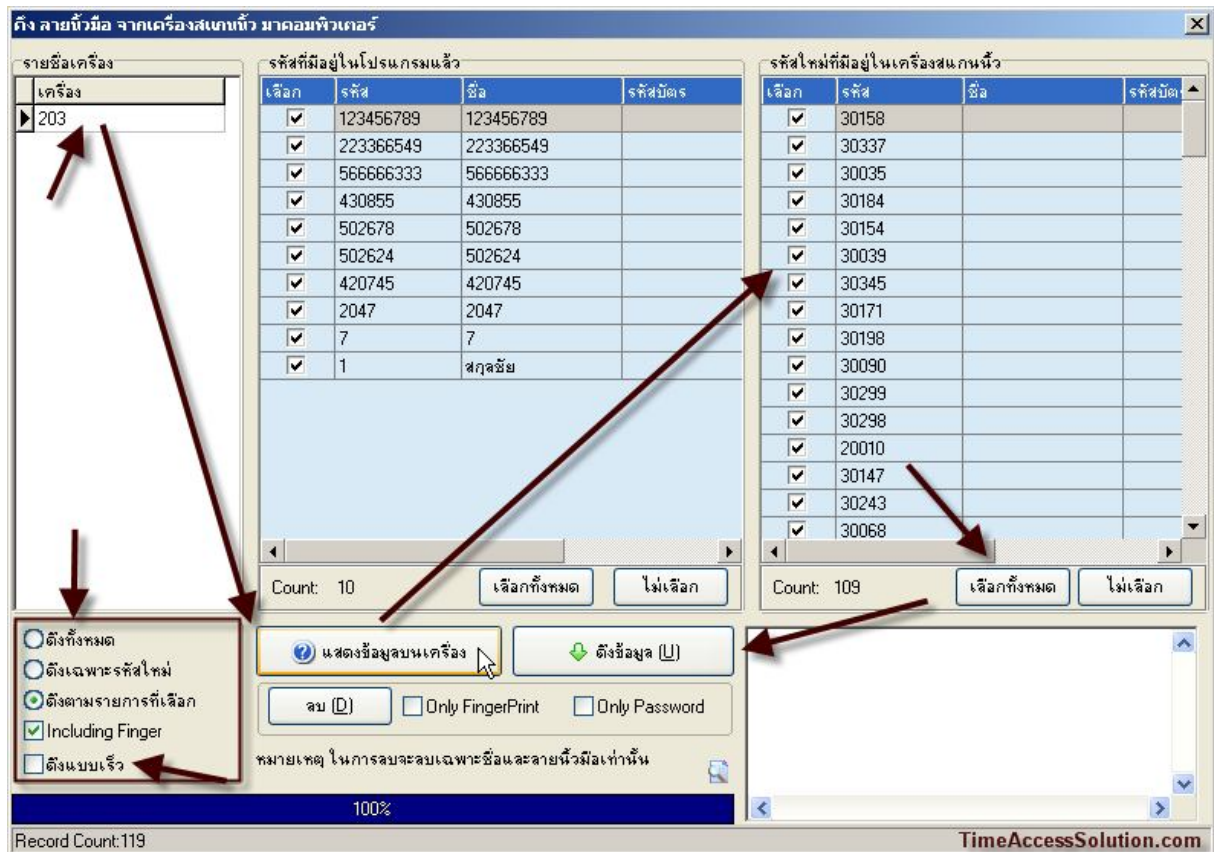 ดึง ลายนิ้วมือ จากเครื่องสแกนนิ้ว มาคอมพิวเตอร์
รายชื่อเครื่อง
เครื่อง
203
รหัสที่มีอยู่ในโปรแกรมแล้ว
เลือก รหัส ชื่อ รหัสบัตร
123456789 123456789
223366549 223366549
566666333 566666333
430855 430855
502678 502678
502624 502624
420745 420745
2047 2047
7 7
1 สกุลชัย
Count: 10 เลือกทั้งหมด ไม่เลือก
รหัสใหม่ที่มีอยู่ในเครื่องสแกนนิ้ว
เลือก รหัส ชื่อ รหัสบัต
30158
30337
30035
30184
30154
30039
30345
30171
30198
30090
30299
30298
20010
30147
30243
30068
Count: 109 เลือกทั้งหมด ไม่เลือก
ดึงทั้งหมด
ดึงเฉพาะรหัสใหม่
ดึงตามรายการที่เลือก
Including Finger
ดึงแบบเร็ว
แสดงข้อมูลบนเครื่อง ดึงข้อมูล (U)
ลบ (D) Only FingerPrint Only Password
หมายเหตุ ในการลบจะลบเฉพาะชื่อและลายนิ้วมือเท่านั้น
100%
Record Count:119
TimeAccessSolution.com